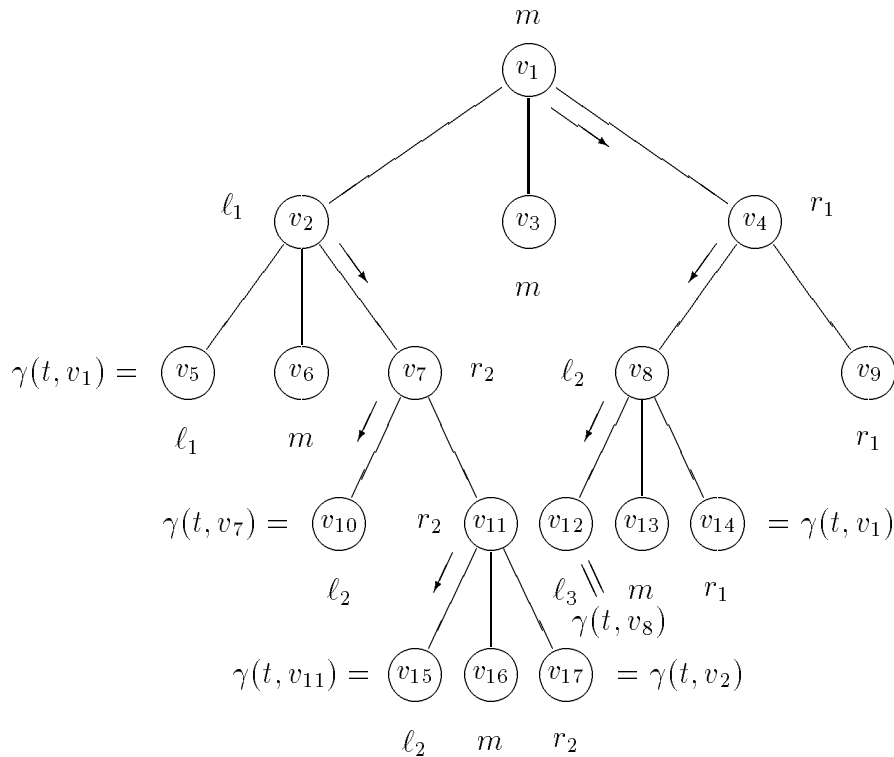 m
v₁
ℓ₁ v₂ v₃ v₄ r₁
m
γ(t, v₁) = v₅ v₆ v₇ r₂ ℓ₂ v₈ v₉
ℓ₁ m r₁
γ(t, v₇) = v₁₀ r₂ v₁₁ v₁₂ v₁₃ v₁₄ = γ(t, v₁)
ℓ₂ ℓ₃ m r₁
γ(t, v₈)
γ(t, v₁₁) = v₁₅ v₁₆ v₁₇ = γ(t, v₂)
ℓ₂ m r₂